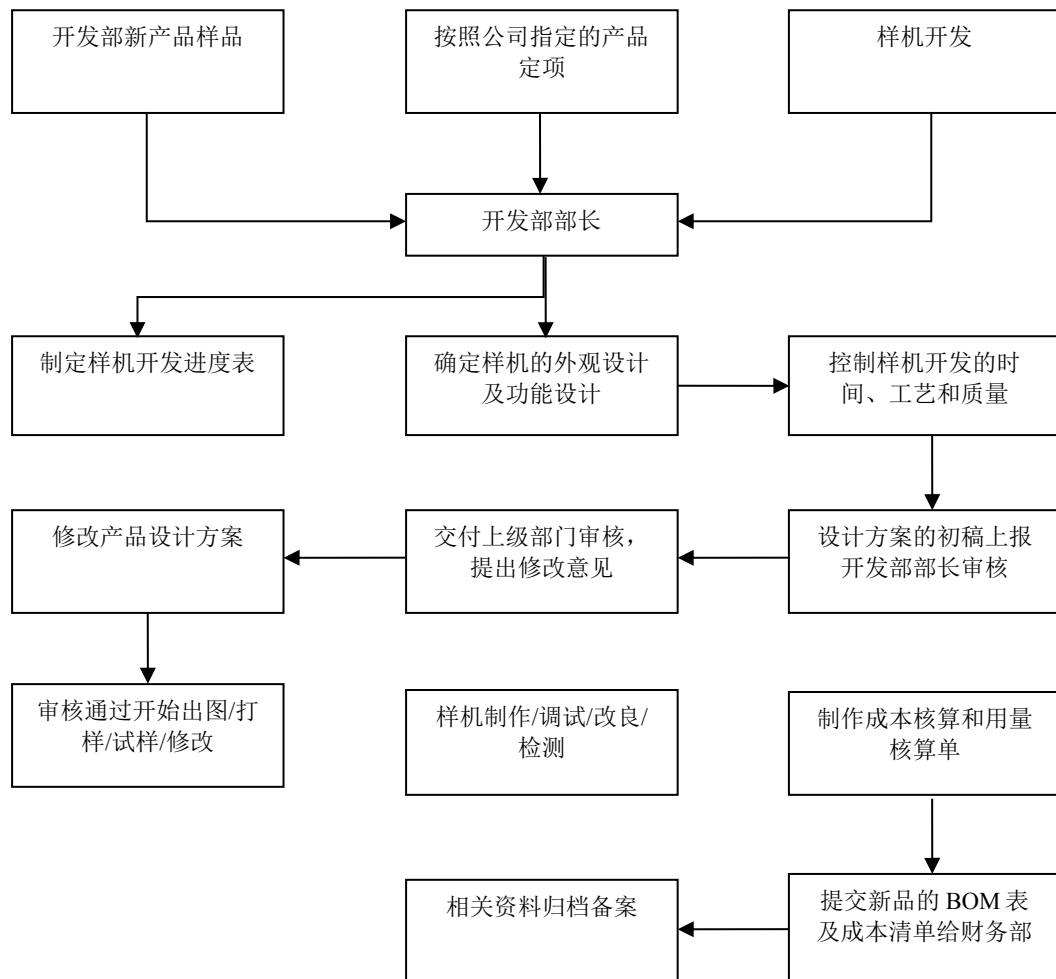 开发部新产品样品
按照公司指定的产品
定项
样机开发
开发部部长
制定样机开发进度表
确定样机的外观设计
及功能设计
控制样机开发的时
间、工艺和质量
修改产品设计方案
交付上级部门审核，
提出修改意见
设计方案的初稿上报
开发部部长审核
审核通过开始出图/打
样/试样/修改
样机制作/调试/改良/
检测
制作成本核算和用量
核算单
相关资料归档备案
提交新品的 BOM 表
及成本清单给财务部